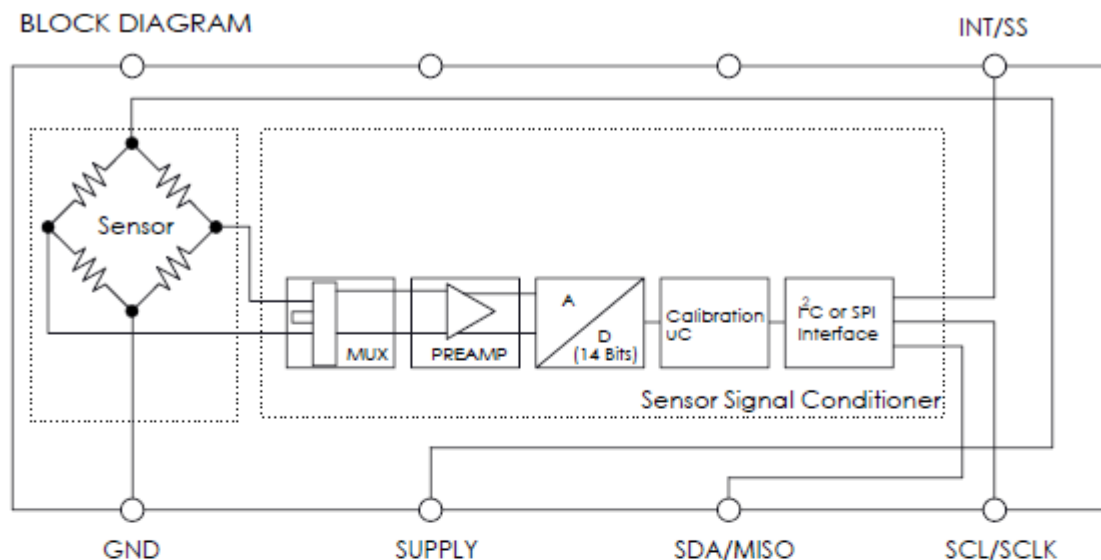 BLOCK DIAGRAM
INT/SS
Sensor
MUX
PREAMP
A
D
(14 Bits)
Calibration
uC
I²C or SPI
Interface
Sensor Signal Conditioner
GND
SUPPLY
SDA/MISO
SCL/SCLK